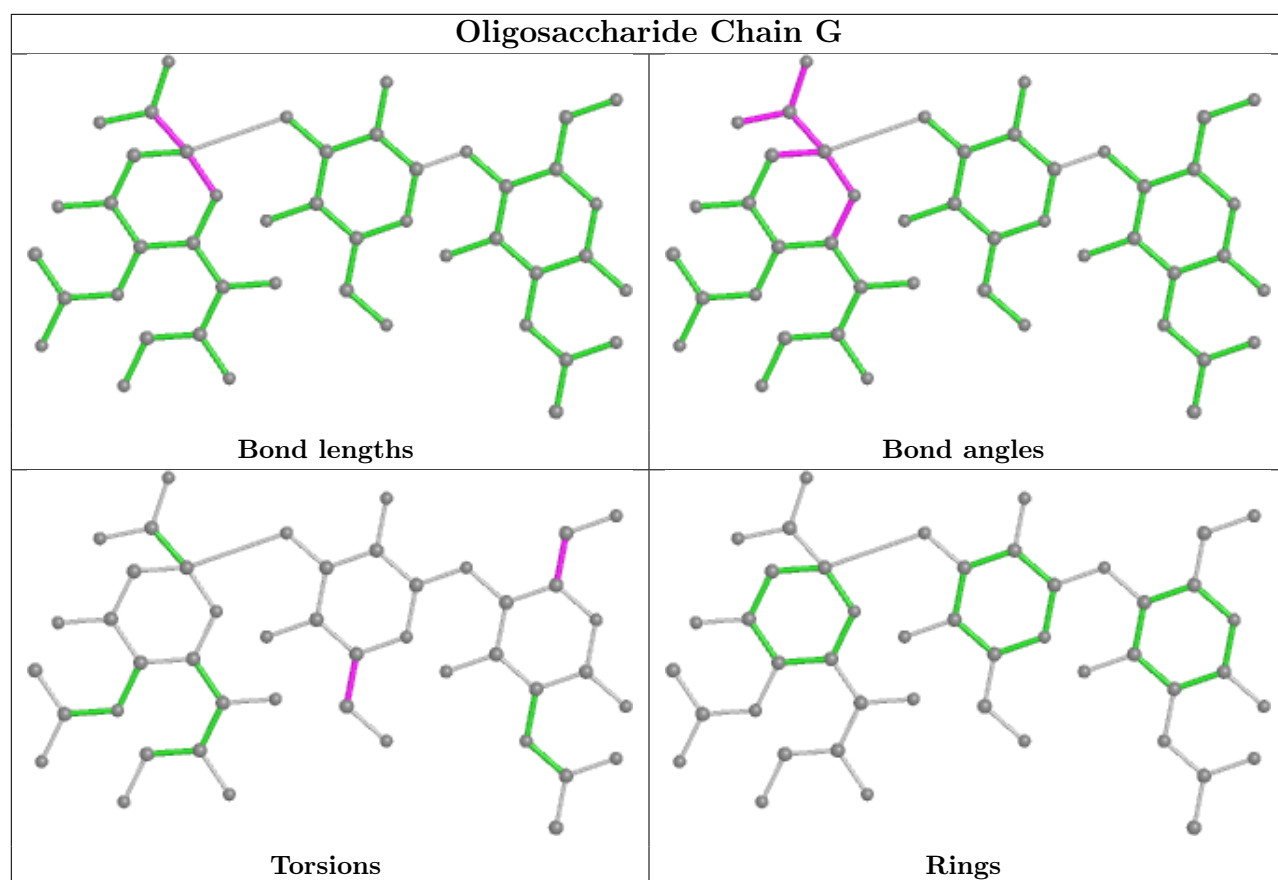 Oligosaccharide Chain G
Bond lengths
Bond angles
Torsions
Rings